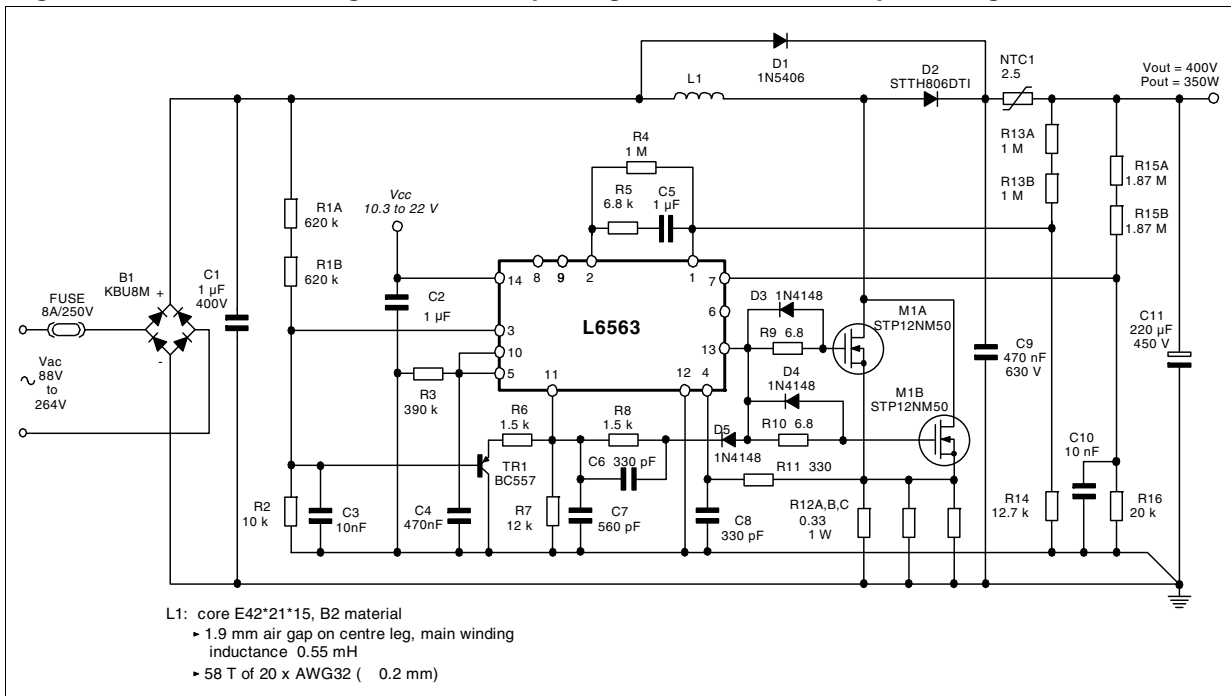 D1
1N5406
D2
STTH806DTI
NTC1
2.5
Vout = 400V
Pout = 350W
L1
R4
1 M
R5
6.8 k
C5
1 µF
R13A
1 M
R13B
1 M
R15A
1.87 M
R15B
1.87 M
Vcc
10.3 to 22 V
R1A
620 k
R1B
620 k
B1
KBU8M
+
-
C1
1 µF
400V
FUSE
8A/250V
Vac
88V
to
264V
C2
1 µF
14
8
9
2
1
7
3
6
10
13
5
11
12
4
L6563
D3 1N4148
R9 6.8
M1A
STP12NM50
D4
1N4148
M1B
STP12NM50
R10 6.8
C9
470 nF
630 V
C11
220 µF
450 V
R3
390 k
R6
1.5 k
R8
1.5 k
D5
1N4148
C6 330 pF
TR1
BC557
R11 330
C10
10 nF
R2
10 k
C3
10nF
C4
470nF
R7
12 k
C7
560 pF
C8
330 pF
R12A,B,C
0.33
1 W
R14
12.7 k
R16
20 k
L1: core E42*21*15, B2 material
► 1.9 mm air gap on centre leg, main winding
inductance 0.55 mH
► 58 T of 20 x AWG32 ( 0.2 mm)